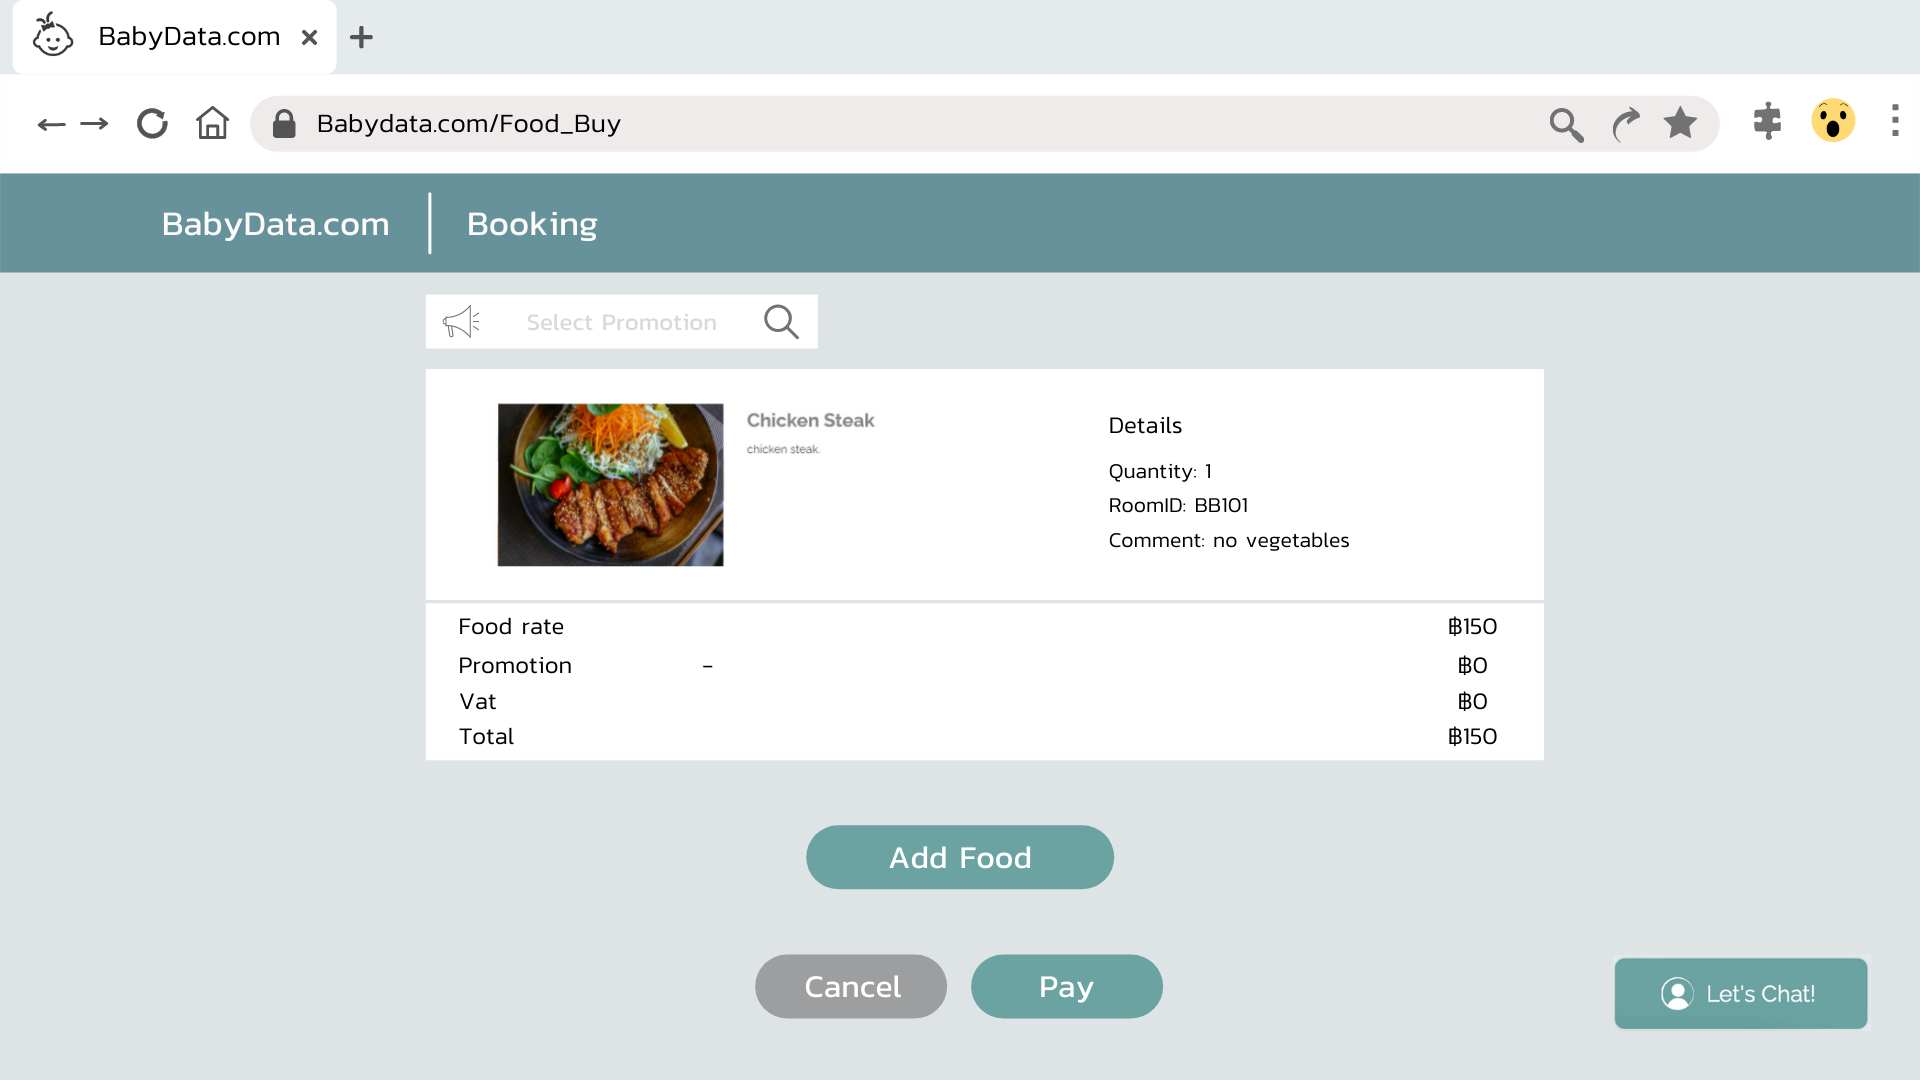 BabyData.com
Babydata.com/Food_Buy
BabyData.com
Booking
Select Promotion
Chicken Steak
chicken steak.
Details
Quantity: 1
RoomID: BB101
Comment: no vegetables
Food rate ฿150
Promotion - ฿0
Vat ฿0
Total ฿150
Add Food
Cancel
Pay
Let's Chat!